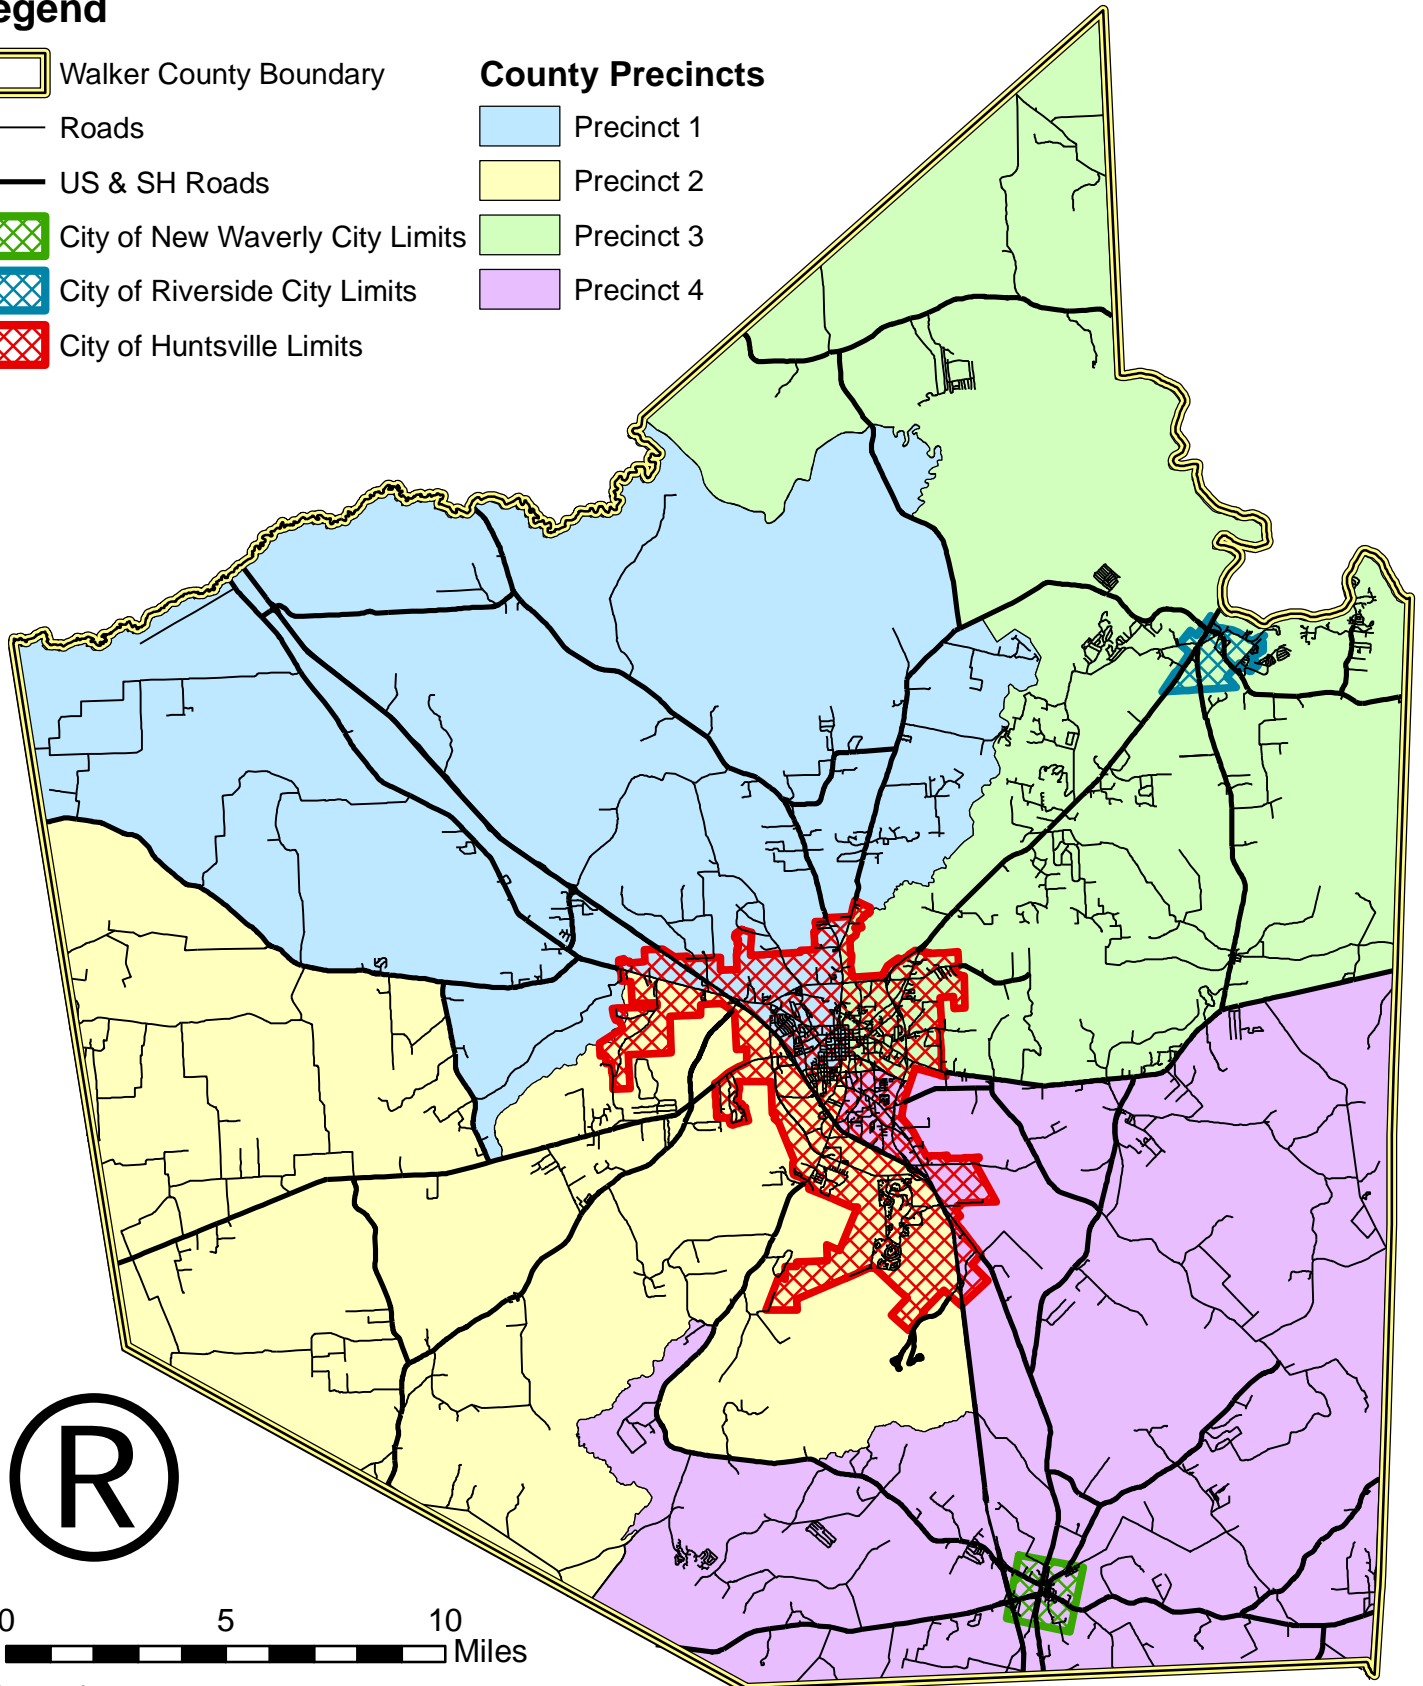 egend
Walker County Boundary
Roads
US & SH Roads
City of New Waverly City Limits
City of Riverside City Limits
City of Huntsville Limits
County Precincts
Precinct 1
Precinct 2
Precinct 3
Precinct 4
R
0 5 10
Miles